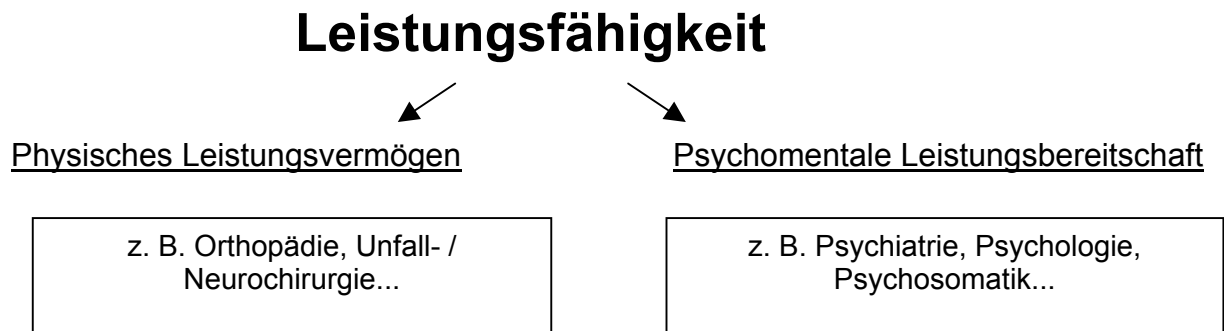 Leistungsfähigkeit
Physisches Leistungsvermögen
Psychomentale Leistungsbereitschaft
z. B. Orthopädie, Unfall- /
Neurochirurgie...
z. B. Psychiatrie, Psychologie,
Psychosomatik...